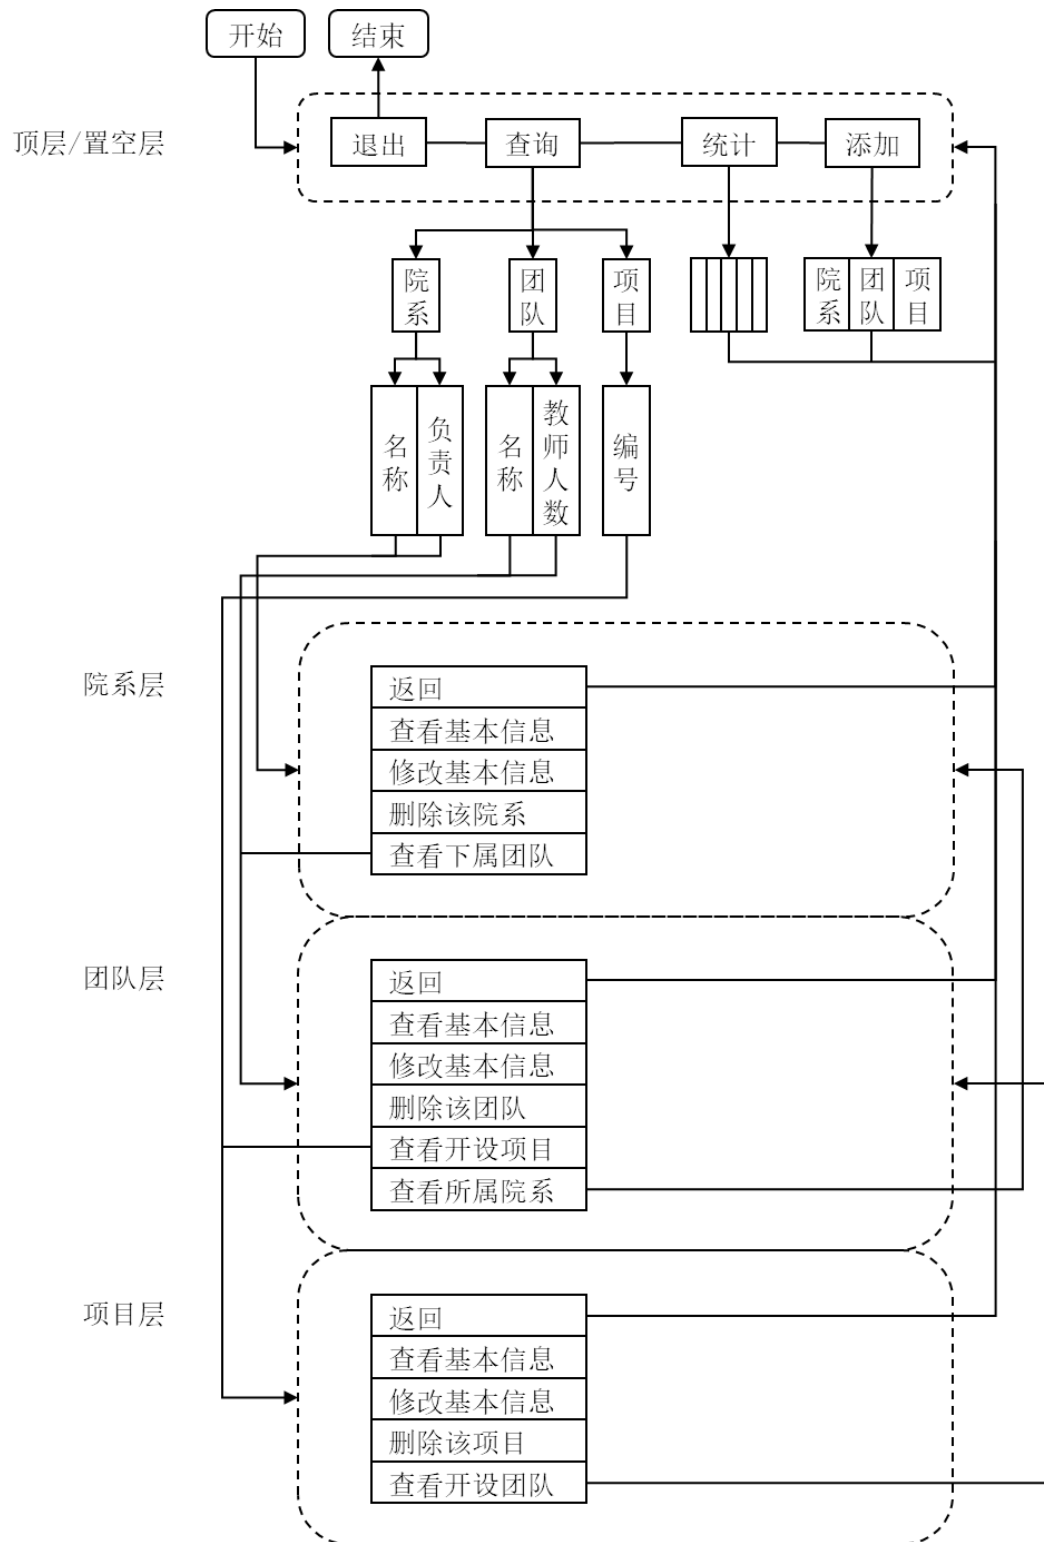 开始
结束
顶层/置空层
退出
查询
统计
添加
院系
团队
项目
院系
团队
项目
名称
负责人
名称
教师人数
编号
院系层
返回
查看基本信息
修改基本信息
删除该院系
查看下属团队
团队层
返回
查看基本信息
修改基本信息
删除该团队
查看开设项目
查看所属院系
项目层
返回
查看基本信息
修改基本信息
删除该项目
查看开设团队